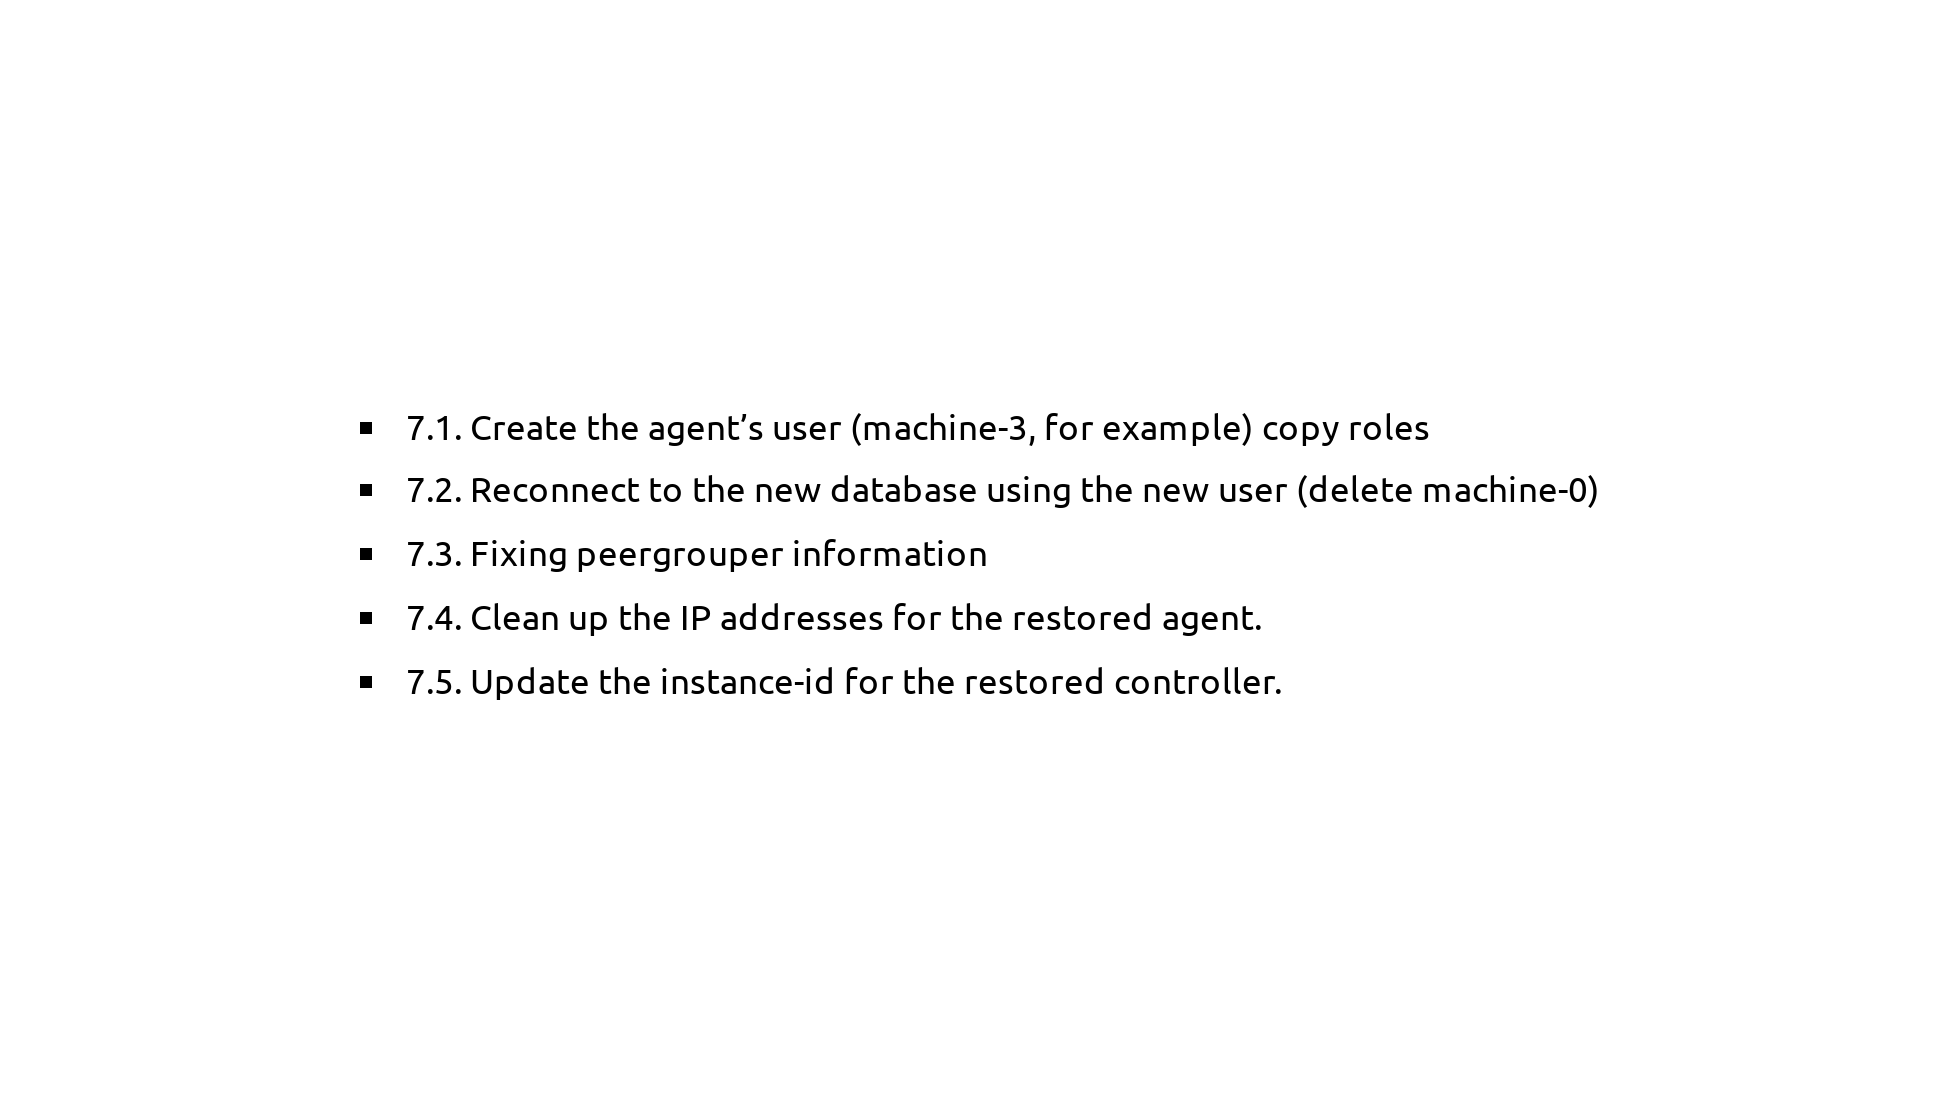 ▪ 7.1. Create the agent’s user (machine-3, for example) copy roles
▪ 7.2. Reconnect to the new database using the new user (delete machine-0)
▪ 7.3. Fixing peergrouper information
▪ 7.4. Clean up the IP addresses for the restored agent.
▪ 7.5. Update the instance-id for the restored controller.